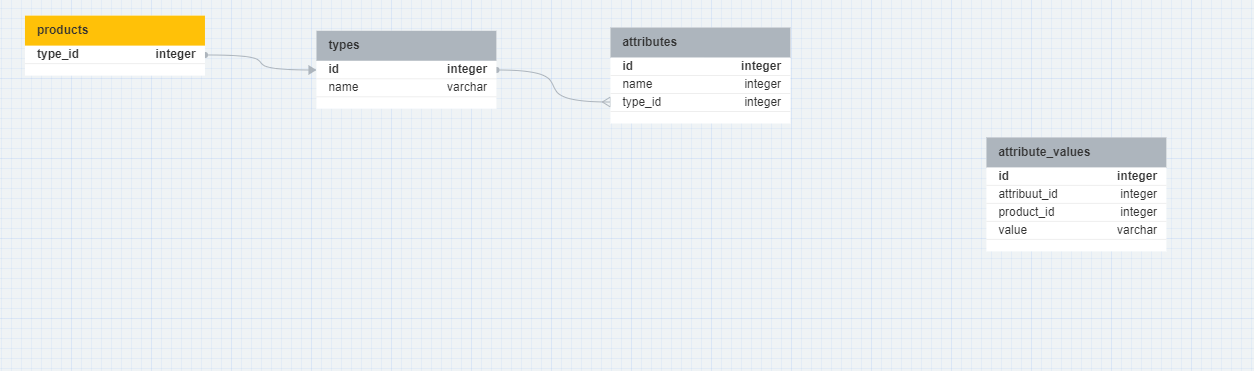 products
type_id integer
types
id integer
name varchar
attributes
id integer
name integer
type_id integer
attribute_values
id integer
attribuut_id integer
product_id integer
value varchar